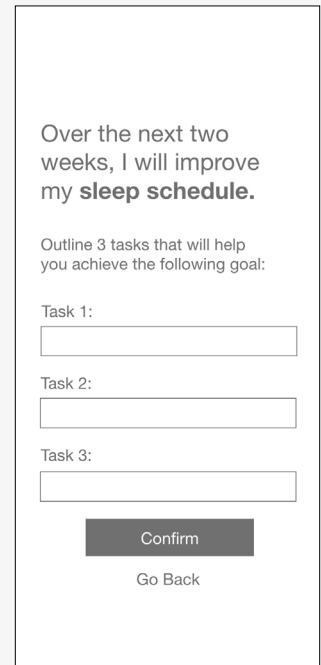 Over the next two
weeks, I will improve
my sleep schedule.
Outline 3 tasks that will help
you achieve the following goal:
Task 1:
Task 2:
Task 3:
Confirm
Go Back